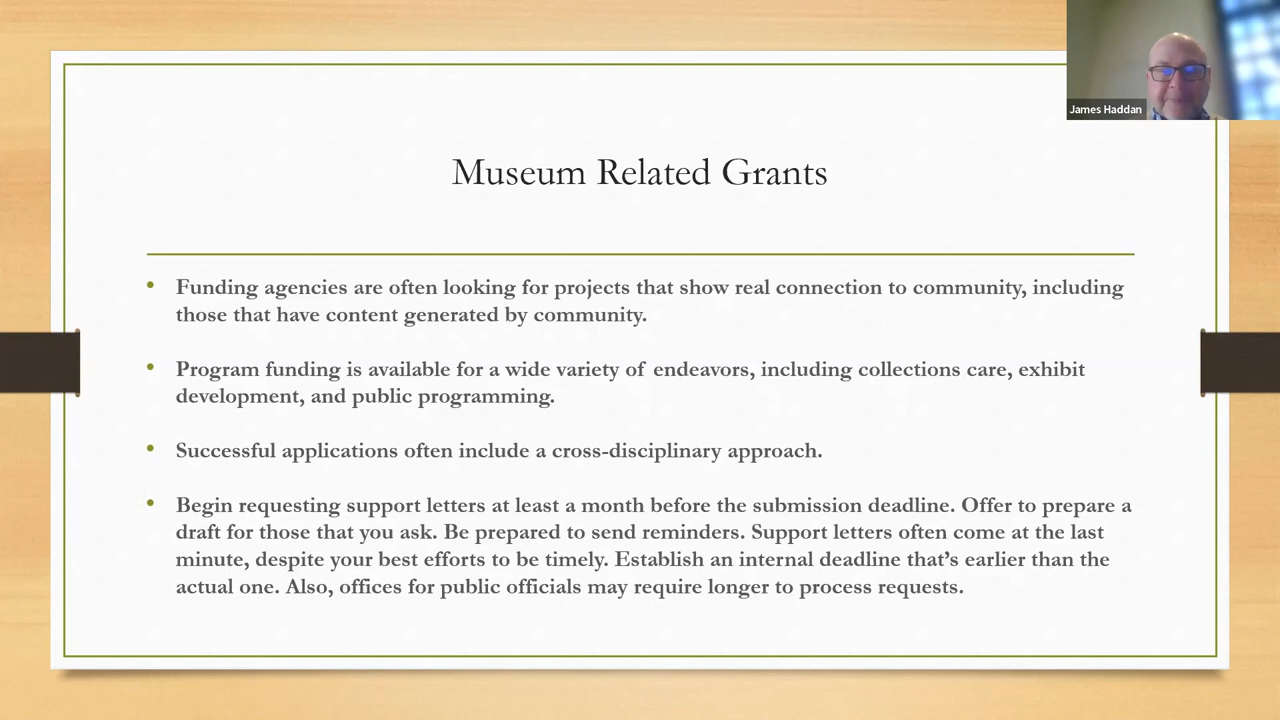 James Haddan
Museum Related Grants
• Funding agencies are often looking for projects that show real connection to community, including
those that have content generated by community.
• Program funding is available for a wide variety of endeavors, including collections care, exhibit
development, and public programming.
• Successful applications often include a cross-disciplinary approach.
• Begin requesting support letters at least a month before the submission deadline. Offer to prepare a
draft for those that you ask. Be prepared to send reminders. Support letters often come at the last
minute, despite your best efforts to be timely. Establish an internal deadline that’s earlier than the
actual one. Also, offices for public officials may require longer to process requests.